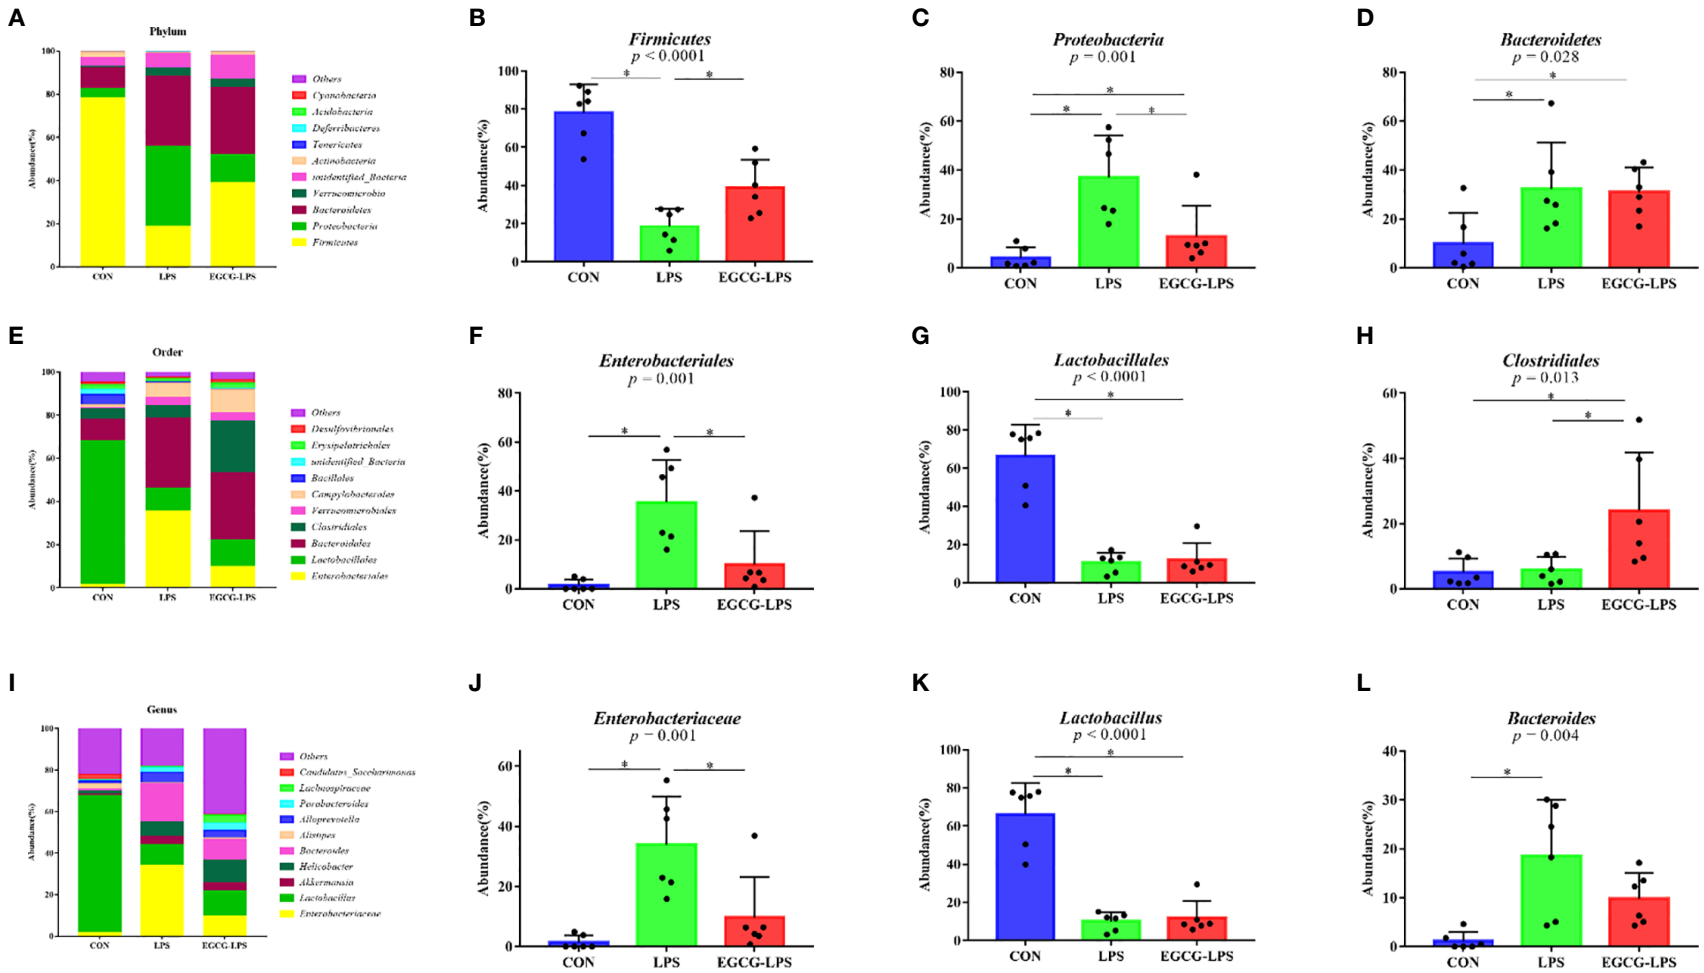 A
Phylum
100
80
60
40
20
0
Abundance(%)
CON
LPS
EGCG-LPS
Others
Cyanobacteria
Acidobacteria
Deferribacteres
Tenericutes
Actinobacteria
unidentified_Bacteria
Verrucomicrobia
Bacteroidetes
Proteobacteria
Firmicutes
B
Firmicutes
p < 0.0001
100
80
60
40
20
0
Abundance(%)
*
*
CON
LPS
EGCG-LPS
C
Proteobacteria
p = 0.001
80
60
40
20
0
Abundance(%)
*
*
*
CON
LPS
EGCG-LPS
D
Bacteroidetes
p = 0.028
80
60
40
20
0
Abundance(%)
*
*
CON
LPS
EGCG-LPS
E
Order
100
80
60
40
20
0
Abundance(%)
CON
LPS
EGCG-LPS
Others
Desulfovibrionales
Erysipelotrichales
unidentified_Bacteria
Bacillales
Campylobacterales
Verrucomicrobiales
Clostridiales
Bacteroidales
Lactobacillales
Enterobacteriales
F
Enterobacteriales
p = 0.001
80
60
40
20
0
Abundance(%)
*
*
CON
LPS
EGCG-LPS
G
Lactobacillales
p < 0.0001
100
80
60
40
20
0
Abundance(%)
*
*
CON
LPS
EGCG-LPS
H
Clostridiales
p = 0.013
60
40
20
0
Abundance(%)
*
*
CON
LPS
EGCG-LPS
I
Genus
100
80
60
40
20
0
Abundance(%)
CON
LPS
EGCG-LPS
Others
Candidatus_Saccharimonas
Lachnospiraceae
Parabacteroides
Alloprevotella
Alistipes
Bacteroides
Helicobacter
Akkermansia
Lactobacillus
Enterobacteriaceae
J
Enterobacteriaceae
p = 0.001
60
40
20
0
Abundance(%)
*
*
CON
LPS
EGCG-LPS
K
Lactobacillus
p < 0.0001
100
80
60
40
20
0
Abundance(%)
*
*
CON
LPS
EGCG-LPS
L
Bacteroides
p = 0.004
40
30
20
10
0
Abundance(%)
*
CON
LPS
EGCG-LPS